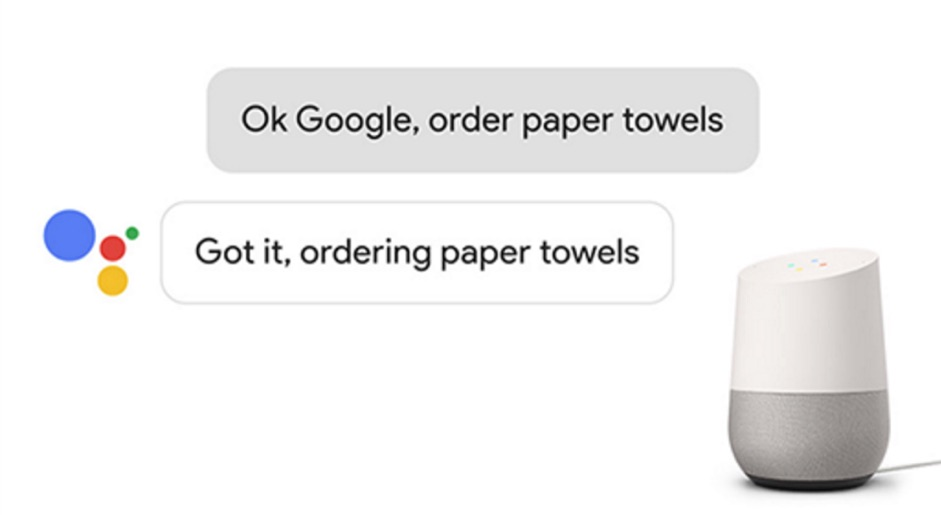 Ok Google, order paper towels
Got it, ordering paper towels